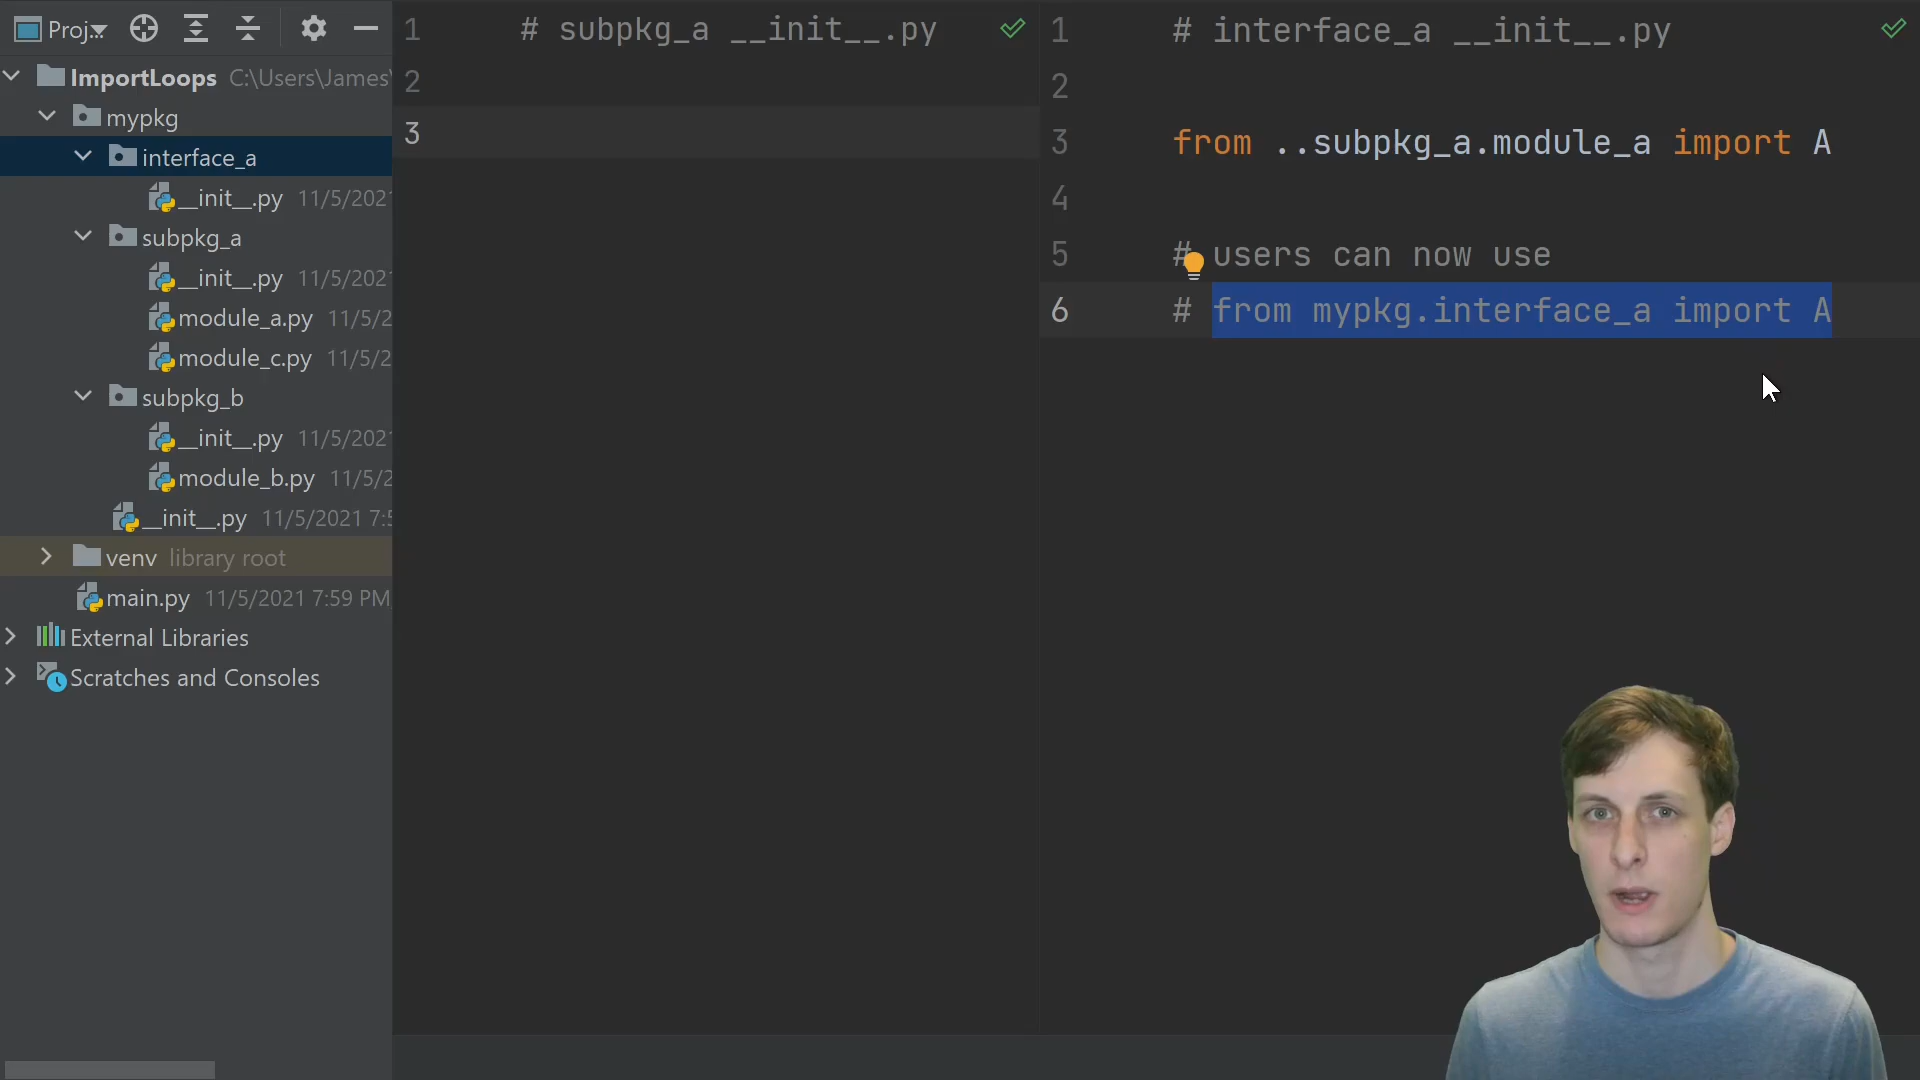 Proj...
ImportLoops C:\Users\James\
mypkg
interface_a
__init__.py 11/5/2021
subpkg_a
__init__.py 11/5/2021
module_a.py 11/5/2
module_c.py 11/5/2
subpkg_b
__init__.py 11/5/2021
module_b.py 11/5/2
__init__.py 11/5/2021 7:5
venv library root
main.py 11/5/2021 7:59 PM,
External Libraries
Scratches and Consoles
1 # subpkg_a __init__.py
2
3
1 # interface_a __init__.py
2
3 from ..subpkg_a.module_a import A
4
5 # users can now use
6 # from mypkg.interface_a import A